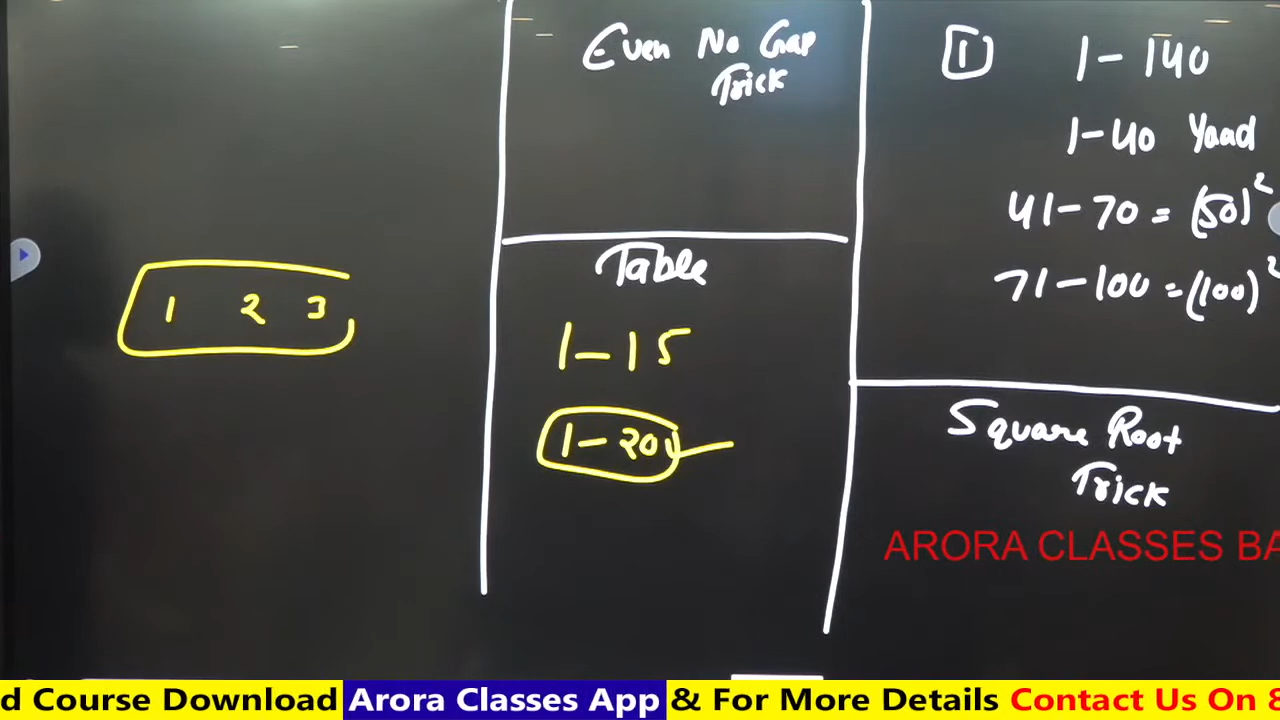 1 2 3
Even No Gap
Trick
Table
1-15
1-20
1 1-140
1-40 Yaad
41-70 = (50)²
71-100 = (100)²
Square Root
Trick
ARORA CLASSES BA
d Course Download Arora Classes App & For More Details Contact Us On 8